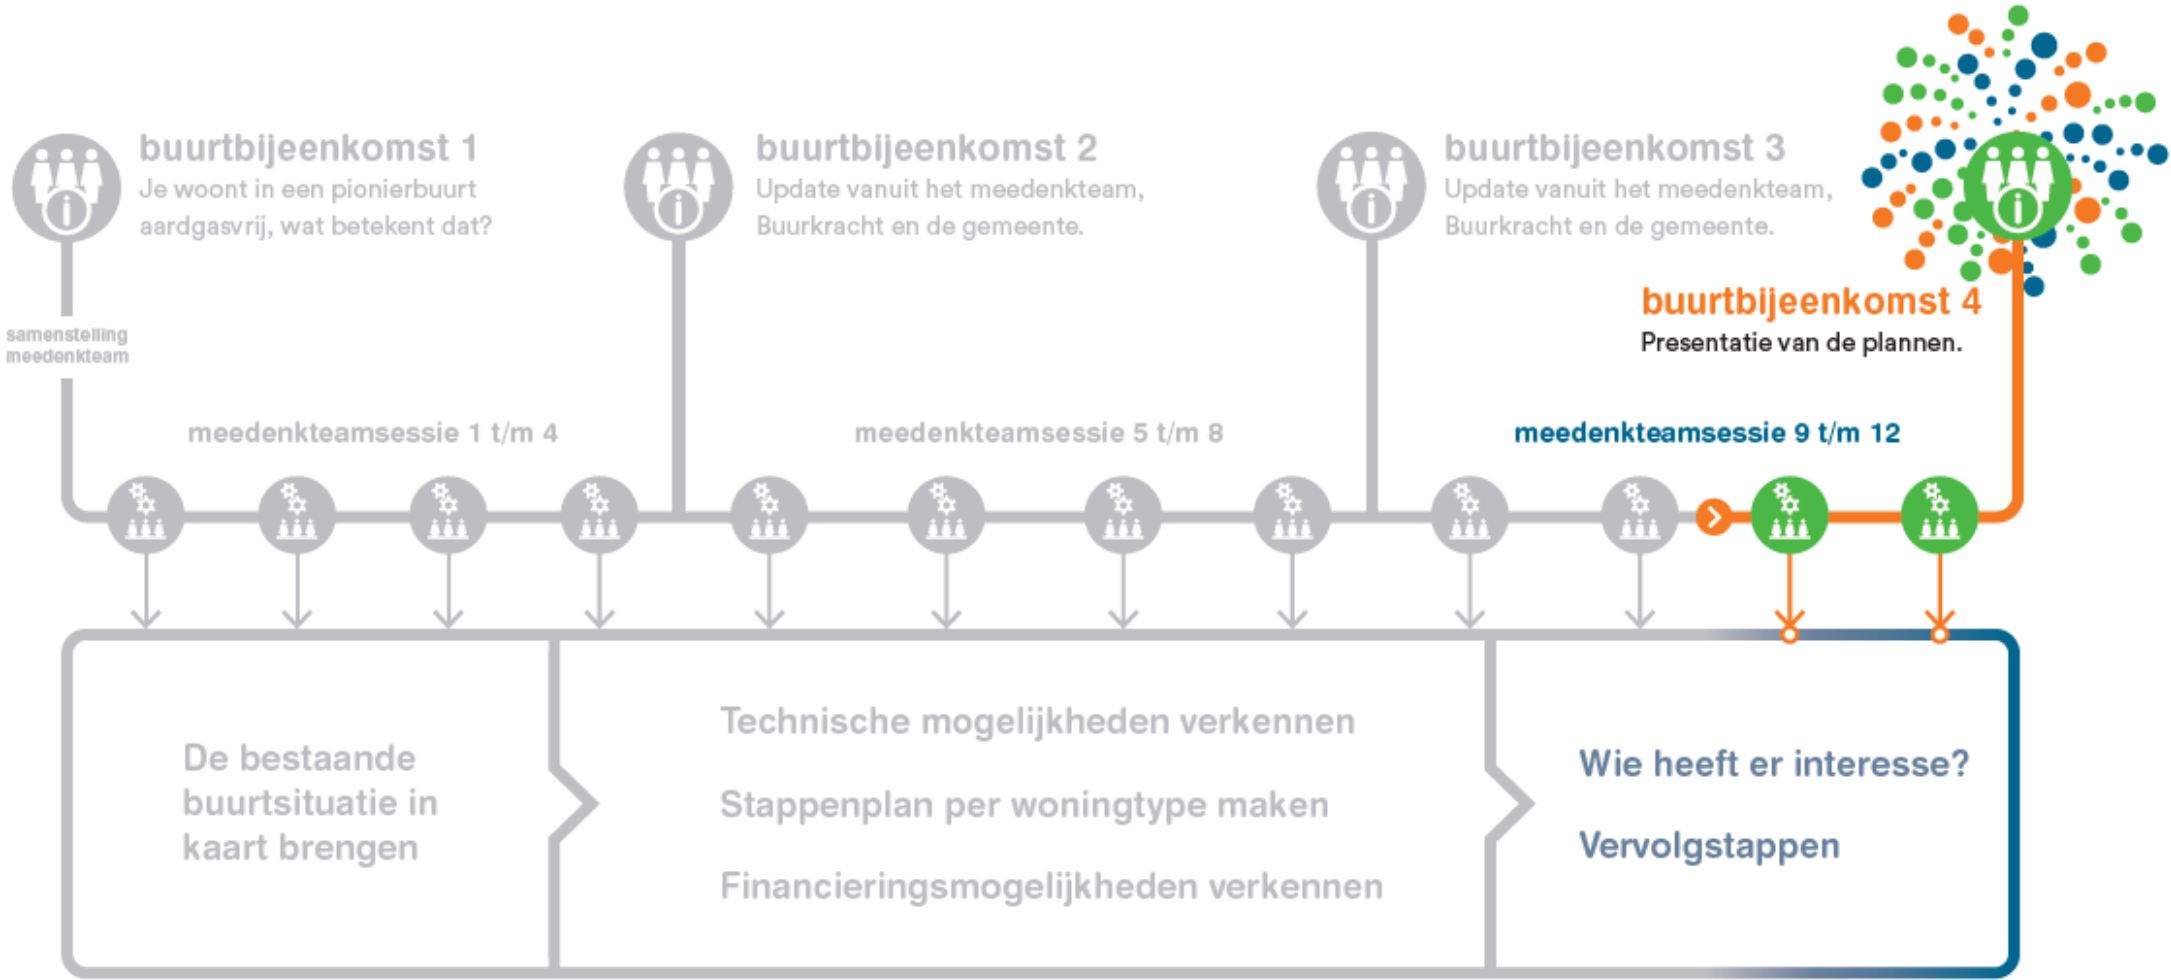 buurtbijeenkomst 1
Je woont in een pionierbuurt
aardgasvrij, wat betekent dat?
buurtbijeenkomst 2
Update vanuit het meedenkteam,
Buurkracht en de gemeente.
buurtbijeenkomst 3
Update vanuit het meedenkteam,
Buurkracht en de gemeente.
buurtbijeenkomst 4
Presentatie van de plannen.
samenstelling
meedenkteam
meedenkteamsessie 1 t/m 4
meedenkteamsessie 5 t/m 8
meedenkteamsessie 9 t/m 12
De bestaande
buurtsituatie in
kaart brengen
Technische mogelijkheden verkennen
Stappenplan per woningtype maken
Financieringsmogelijkheden verkennen
Wie heeft er interesse?
Vervolgstappen